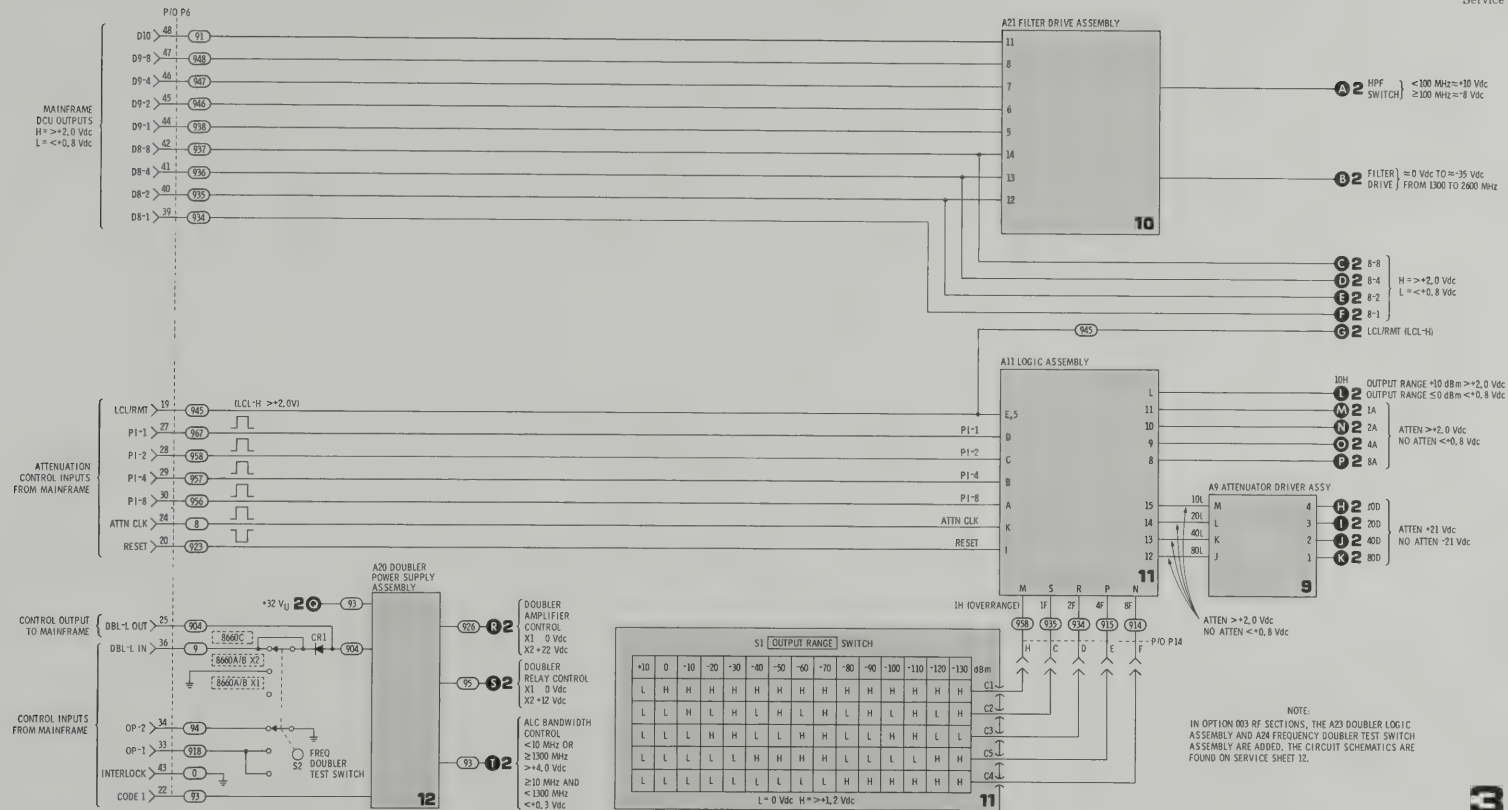 Service
P/O P6
MAINFRAME
DCU OUTPUTS
H = >+2.0 Vdc
L = <+0.8 Vdc
D10 48 91
D9-8 47 948
D9-4 46 947
D9-2 45 946
D9-1 44 938
D8-8 42 937
D8-4 41 936
D8-2 40 935
D8-1 39 934
A21 FILTER DRIVE ASSEMBLY
11
8
7
6
5
14
13
12
10
A 2 HPF SWITCH } <100 MHz≈+10 Vdc
≥100 MHz≈-8 Vdc
B 2 FILTER DRIVE } ≈0 Vdc TO ≈-35 Vdc
FROM 1300 TO 2600 MHz
C 2 8-8
D 2 8-4
E 2 8-2
F 2 8-1
H = >+2.0 Vdc
L = <+0.8 Vdc
945
G 2 LCL/RMT (LCL-H)
ATTENUATION
CONTROL INPUTS
FROM MAINFRAME
LCL/RMT 19 945 (LCL-H >+2.0V)
P1-1 27 967 P1-1
P1-2 28 958 P1-2
P1-4 29 957 P1-4
P1-8 30 956 P1-8
ATTN CLK 24 8 ATTN CLK
RESET 20 923 RESET
A11 LOGIC ASSEMBLY
E,5
D
C
B
A
K
I
L
11
10
9
8
15
14
13
12
11
M S R P N
10H
L 2 OUTPUT RANGE +10 dBm >+2.0 Vdc
OUTPUT RANGE ≤0 dBm <+0.8 Vdc
M 2 1A
N 2 2A
O 2 4A
P 2 8A
ATTEN >+2.0 Vdc
NO ATTEN <+0.8 Vdc
A9 ATTENUATOR DRIVER ASSY
10L M 4 H 2 10D
20L L 3 I 2 20D
40L K 2 J 2 40D
80L J 1 K 2 80D
9
ATTEN +21 Vdc
NO ATTEN -21 Vdc
ATTEN >+2.0 Vdc
NO ATTEN <+0.8 Vdc
1H (OVERRANGE) 1F 2F 4F 8F
958 935 934 915 914
P/O P14
H C D E F
A20 DOUBLER
POWER SUPPLY
ASSEMBLY
+32 VU 2 Q 93
CONTROL OUTPUT
TO MAINFRAME
DBL-L OUT 25 904
DBL-L IN 36 9
8660C
CR1
904
8660A/B X2
8660A/B X1
CONTROL INPUTS
FROM MAINFRAME
OP-2 34 94
OP-1 33 918
INTERLOCK 43 0
CODE 1 22 93
S2 FREQ
DOUBLER
TEST SWITCH
12
926 R 2
DOUBLER
AMPLIFIER
CONTROL
X1 0 Vdc
X2 +22 Vdc
95 S 2
DOUBLER
RELAY CONTROL
X1 0 Vdc
X2 +12 Vdc
93 T 2
ALC BANDWIDTH
CONTROL
<10 MHz OR
≥1300 MHz
>+4.0 Vdc
≥10 MHz AND
<1300 MHz
<+0.3 Vdc
S1 OUTPUT RANGE SWITCH
+10 0 -10 -20 -30 -40 -50 -60 -70 -80 -90 -100 -110 -120 -130 dBm
L H H H H H H H H H H H H H H C1
L L H L H L H L H L H L H L H C2
L L L H H L L H H L L H H L L C3
L L L L L H H H H L L L L H H C5
L L L L L L L L L H H H H H H C4
L = 0 Vdc H = >+1.2 Vdc
11
NOTE:
IN OPTION 003 RF SECTIONS, THE A23 DOUBLER LOGIC
ASSEMBLY AND A24 FREQUENCY DOUBLER TEST SWITCH
ASSEMBLY ARE ADDED. THE CIRCUIT SCHEMATICS ARE
FOUND ON SERVICE SHEET 12.
3